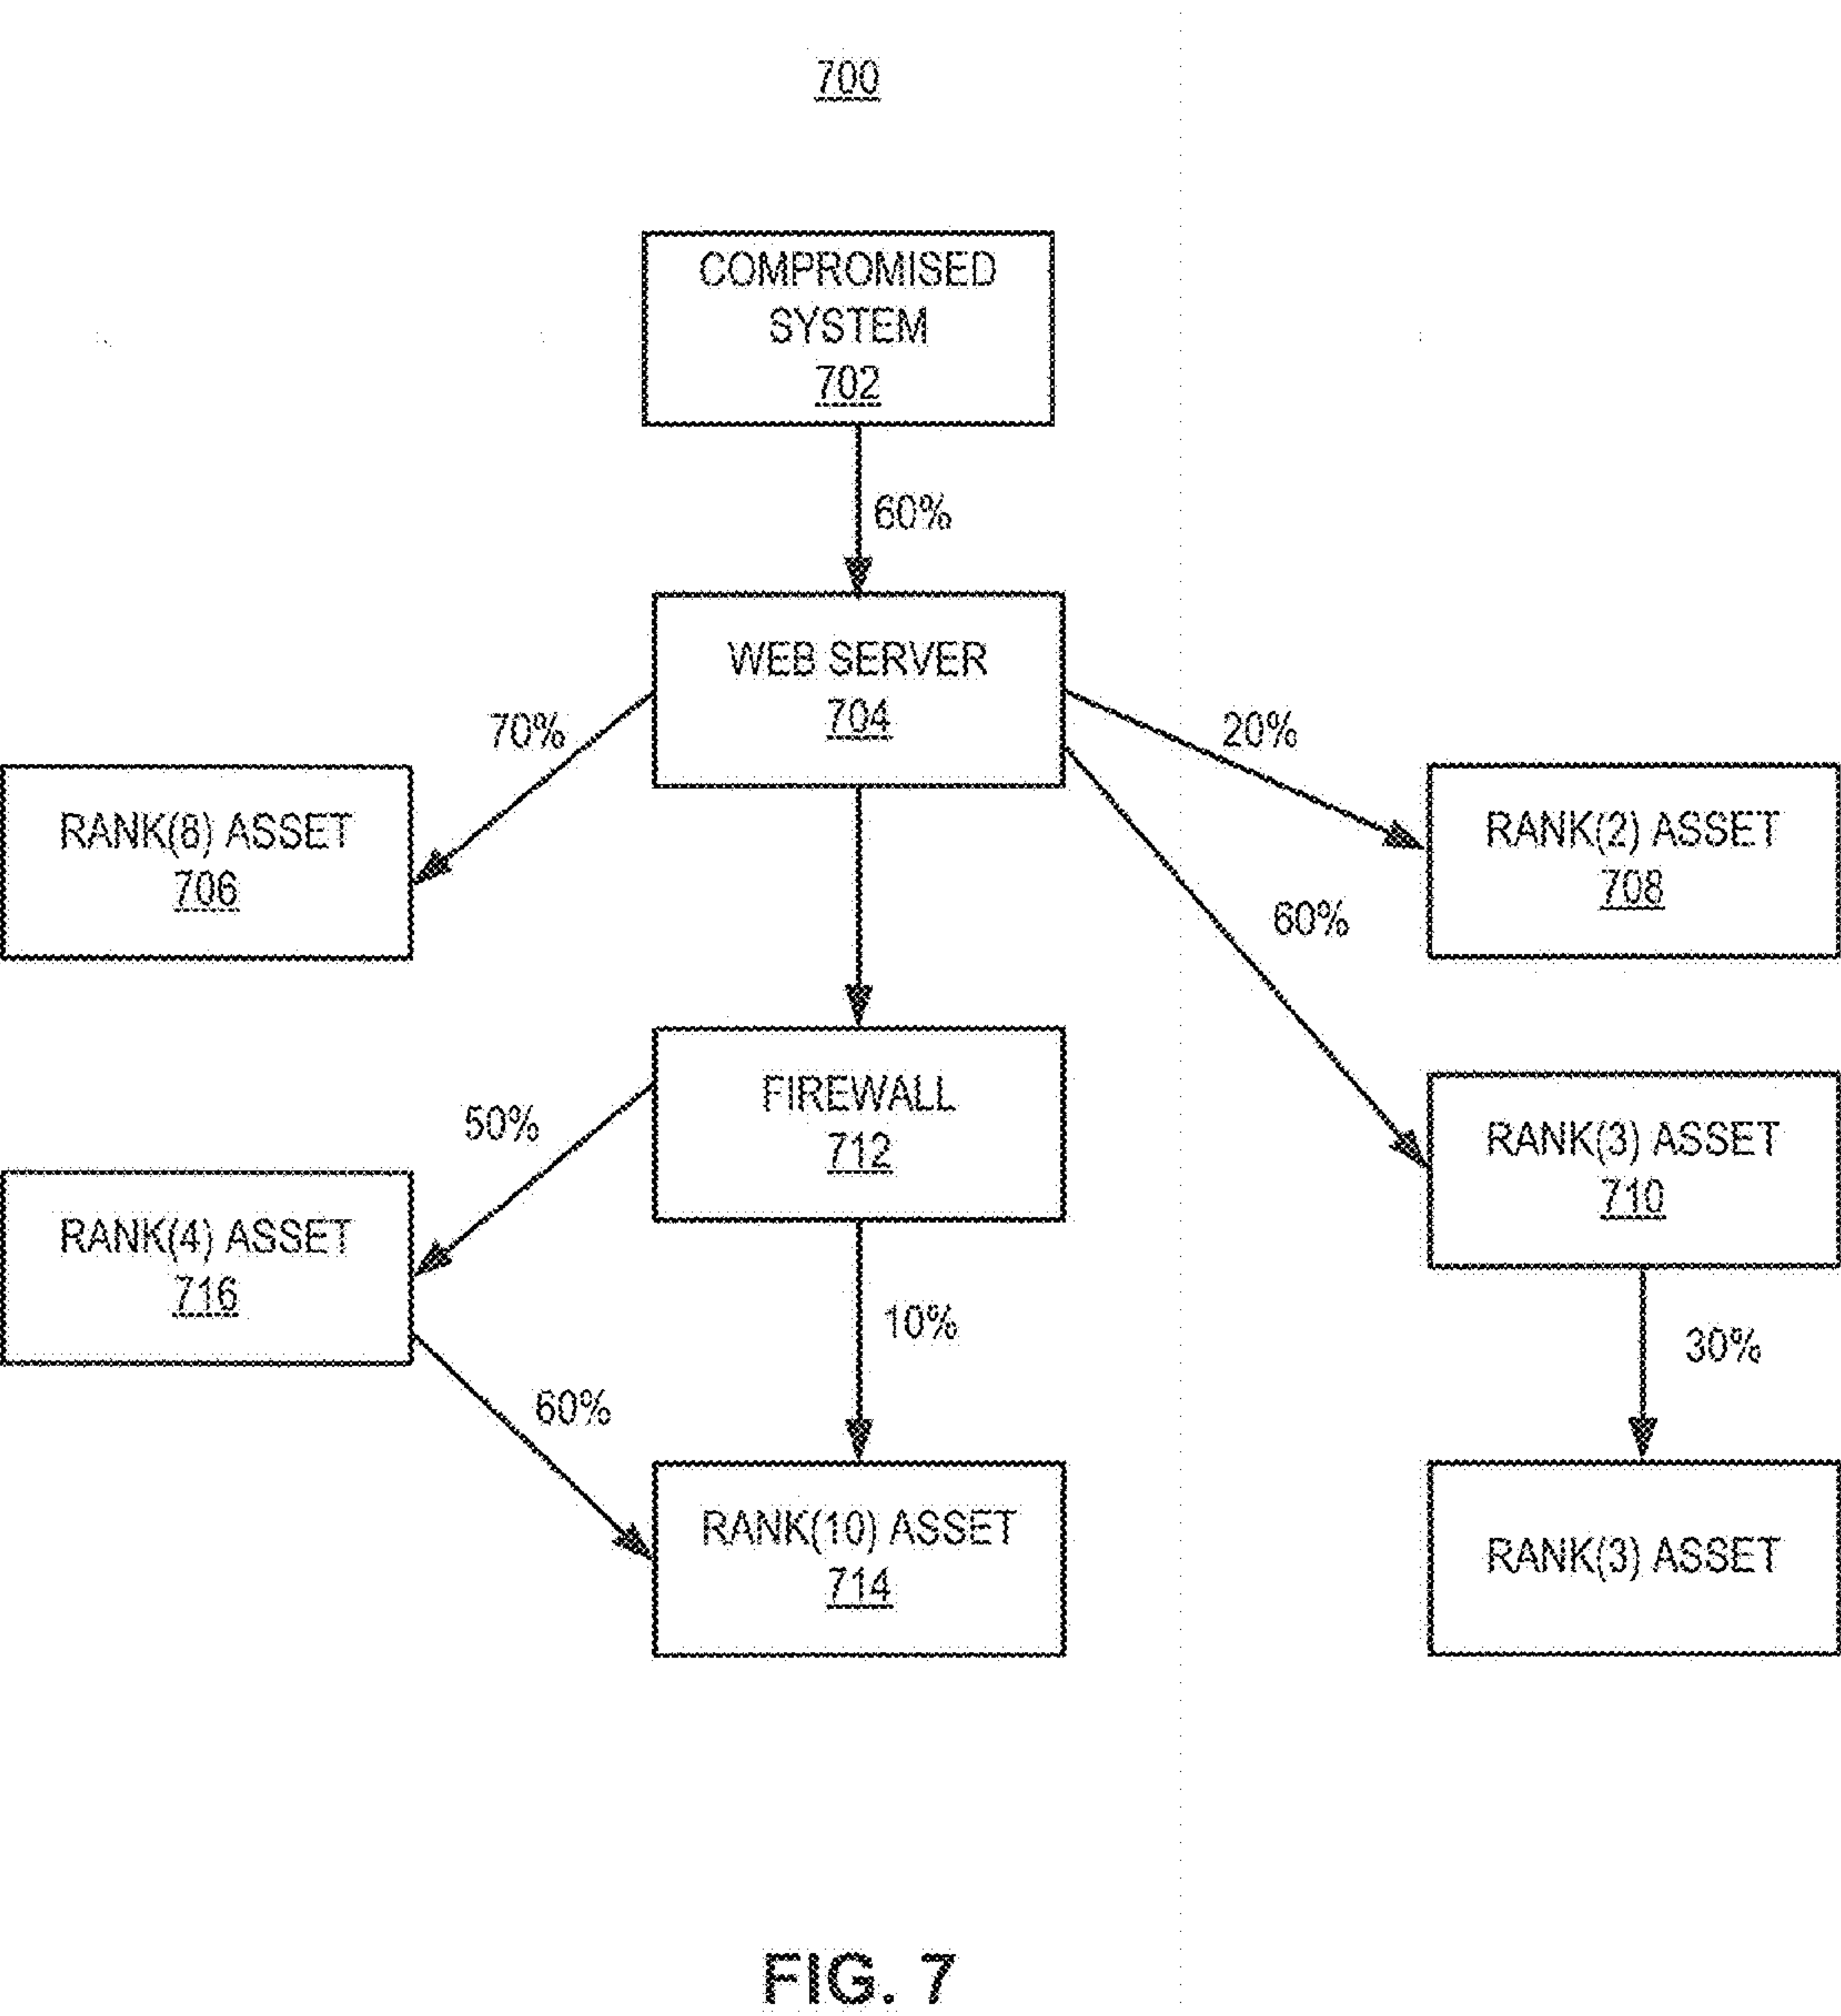 700
COMPROMISED
SYSTEM
702
60%
WEB SERVER
704
70%
20%
RANK(8) ASSET
706
RANK(2) ASSET
708
60%
FIREWALL
712
50%
RANK(3) ASSET
710
RANK(4) ASSET
716
10%
30%
60%
RANK(10) ASSET
714
RANK(3) ASSET
FIG. 7